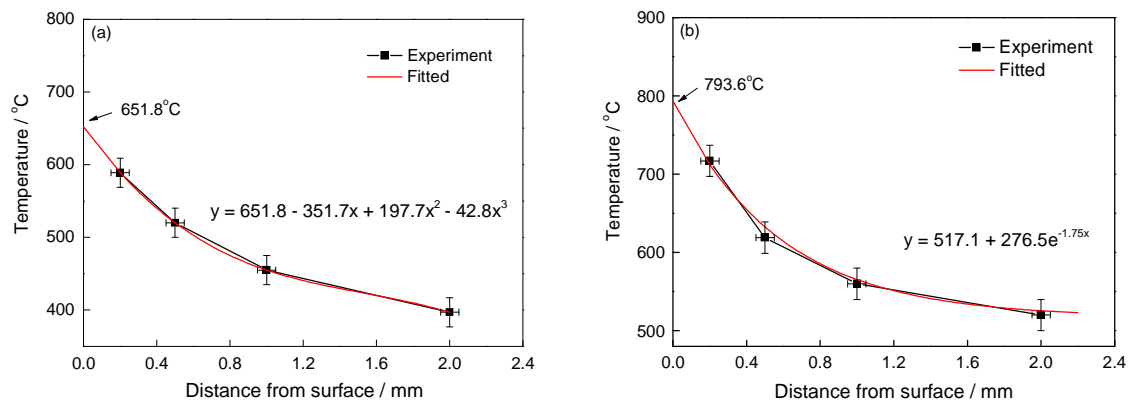 (a)
Experiment
Fitted
651.8°C
y = 651.8 - 351.7x + 197.7x² - 42.8x³
Temperature / °C
800
700
600
500
400
0.0 0.4 0.8 1.2 1.6 2.0 2.4
Distance from surface / mm
(b)
Experiment
Fitted
793.6°C
y = 517.1 + 276.5e⁻¹·⁷⁵ˣ
Temperature / °C
900
800
700
600
500
0.0 0.4 0.8 1.2 1.6 2.0 2.4
Distance from surface / mm